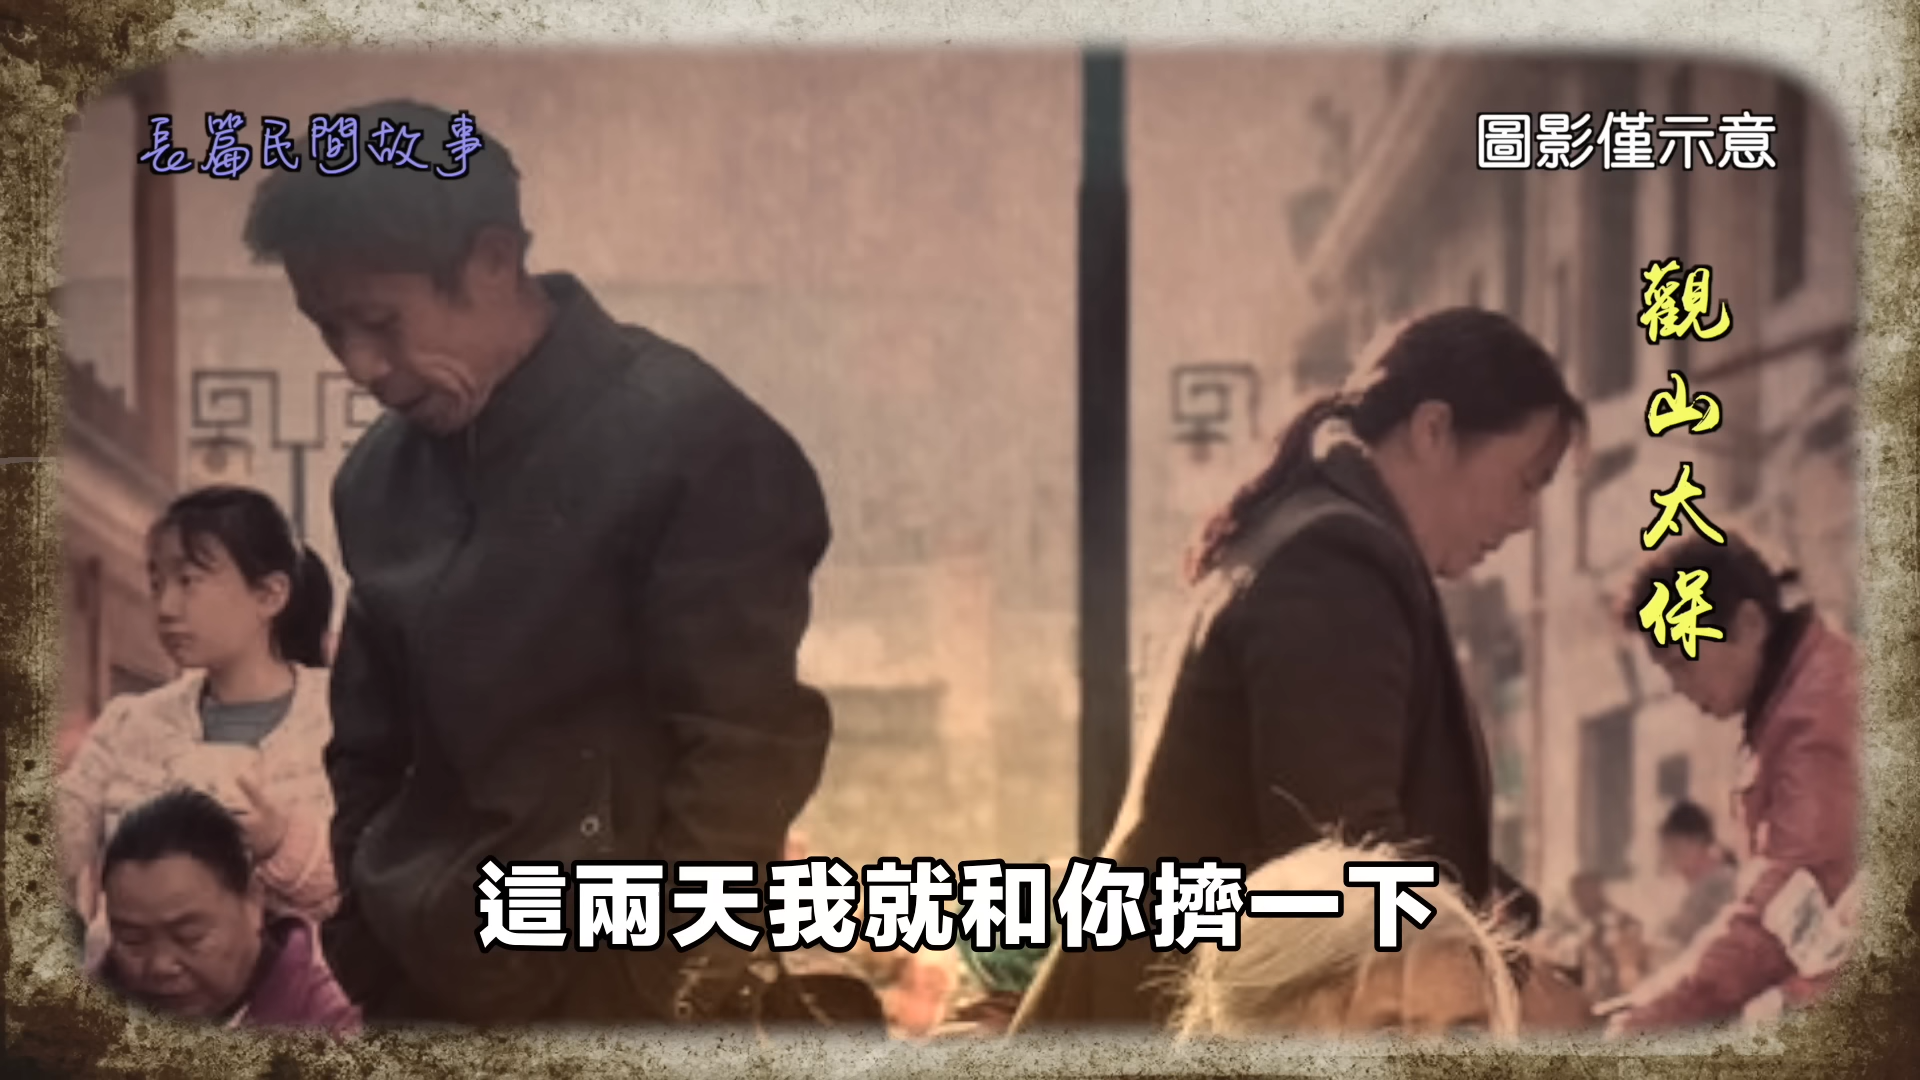 長篇民間故事
圖影僅示意
觀山太保
這兩天我就和你擠一下